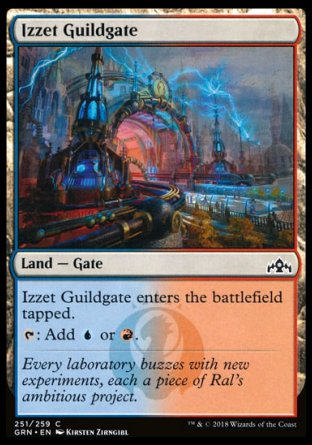 Izzet Guildgate
Land — Gate
Izzet Guildgate enters the battlefield
tapped.
: Add or .
Every laboratory buzzes with new
experiments, each a piece of Ral's
ambitious project.
251/259 C
GRN • EN Kirsten Zirngibl
™ & © 2018 Wizards of the Coast